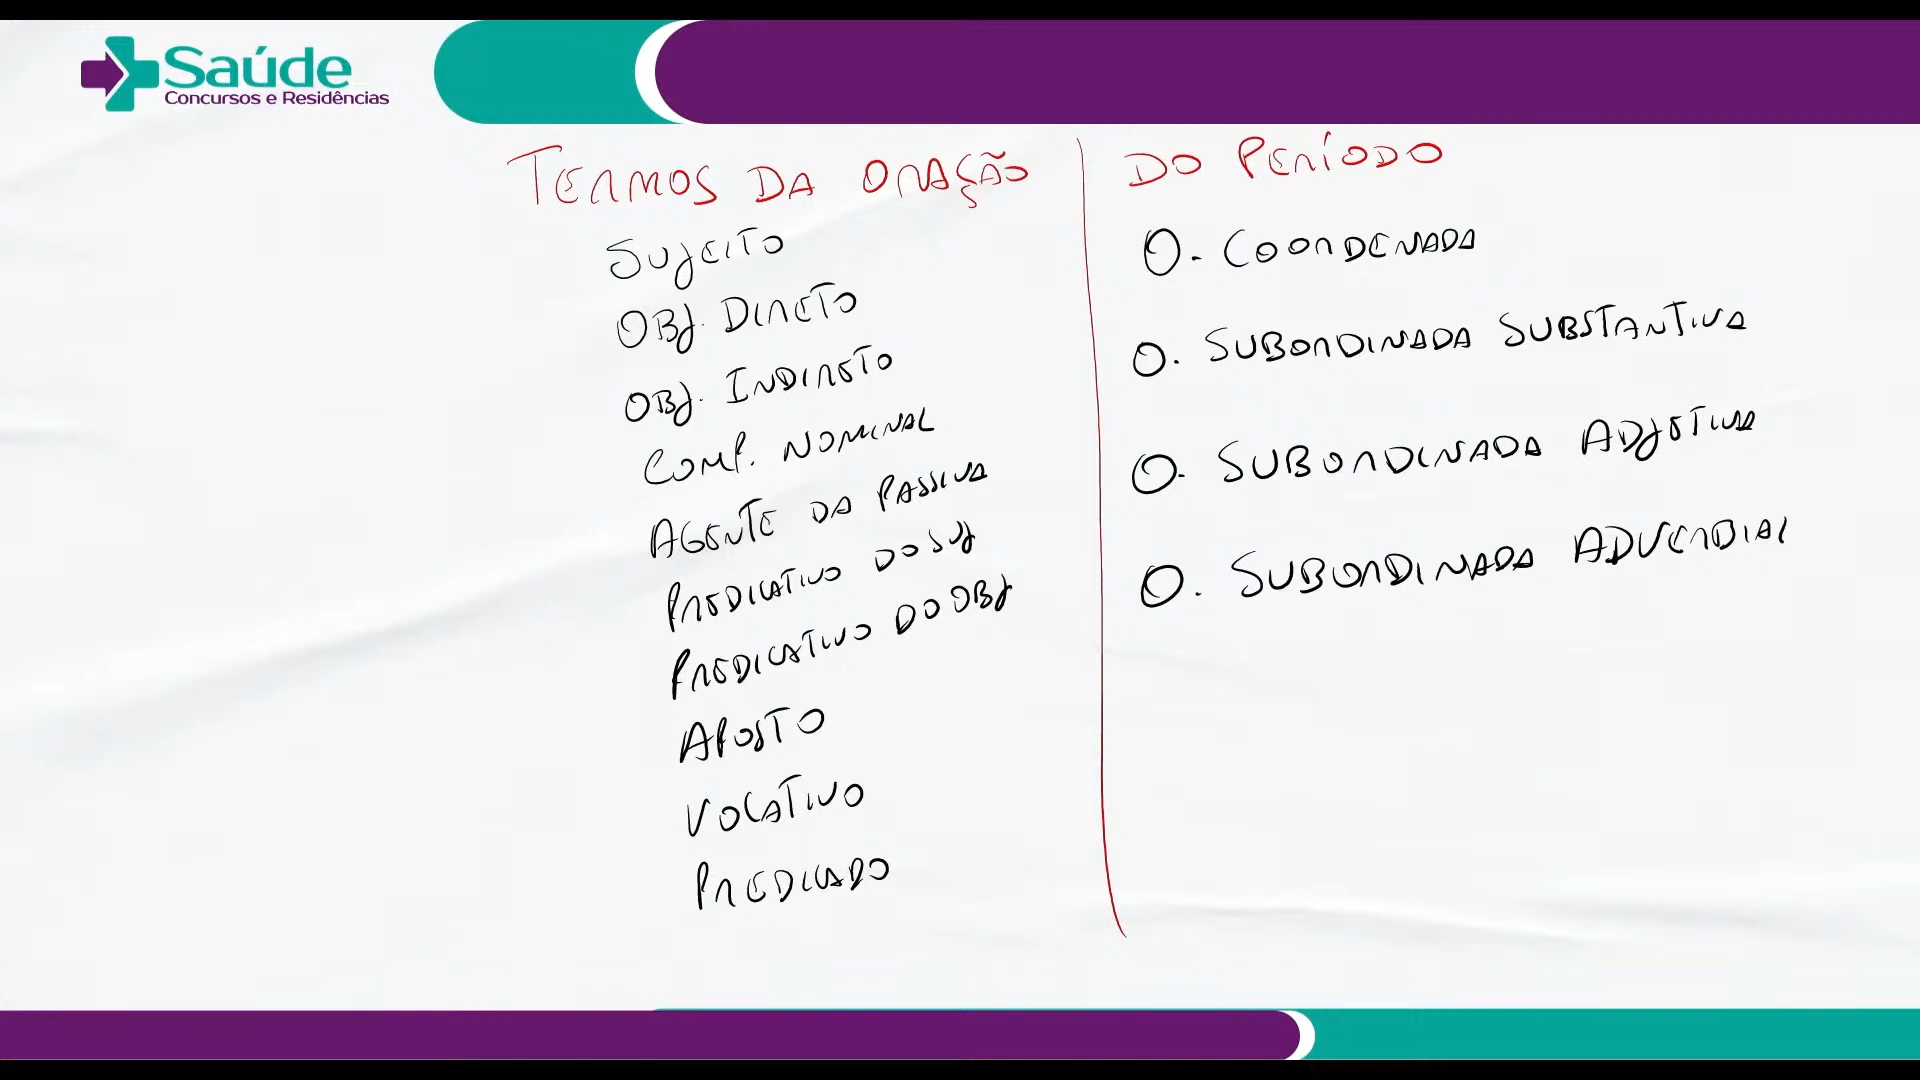 Saúde
Concursos e Residências
TERMOS DA ORAÇÃO
SUJEITO
OBJ. DIRETO
OBJ. INDIRETO
COMP. NOMINAL
AGENTE DA PASSIVA
PREDICATIVO DO SUJ
PREDICATIVO DO OBJ
APOSTO
VOCATIVO
PREDICADO
DO PERÍODO
O. COORDENADA
O. SUBORDINADA SUBSTANTIVA
O. SUBORDINADA ADJETIVA
O. SUBORDINADA ADVERBIAL